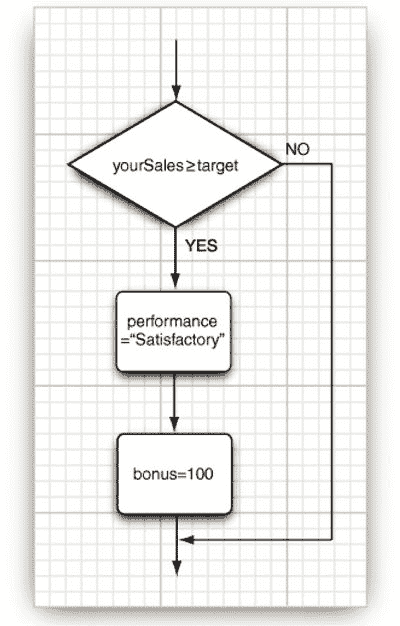 yourSales≥target
NO
YES
performance
=“Satisfactory”
bonus=100